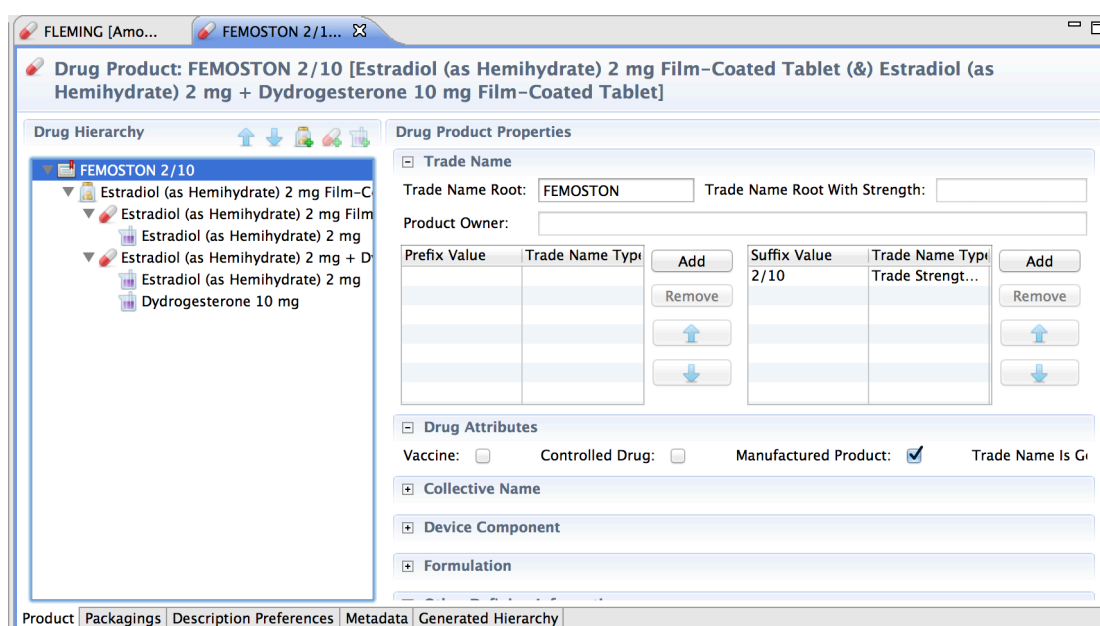 FLEMING [Amo...
FEMOSTON 2/1...
Drug Product: FEMOSTON 2/10 [Estradiol (as Hemihydrate) 2 mg Film-Coated Tablet (&) Estradiol (as
Hemihydrate) 2 mg + Dydrogesterone 10 mg Film-Coated Tablet]
Drug Hierarchy
FEMOSTON 2/10
Estradiol (as Hemihydrate) 2 mg Film-C
Estradiol (as Hemihydrate) 2 mg Film
Estradiol (as Hemihydrate) 2 mg
Estradiol (as Hemihydrate) 2 mg + D
Estradiol (as Hemihydrate) 2 mg
Dydrogesterone 10 mg
Drug Product Properties
Trade Name
Trade Name Root: FEMOSTON Trade Name Root With Strength:
Product Owner:
Prefix Value Trade Name Type Add Suffix Value Trade Name Type Add
2/10 Trade Strengt...
Remove Remove
Drug Attributes
Vaccine: Controlled Drug: Manufactured Product: Trade Name Is
Collective Name
Device Component
Formulation
Product Packagings Description Preferences Metadata Generated Hierarchy